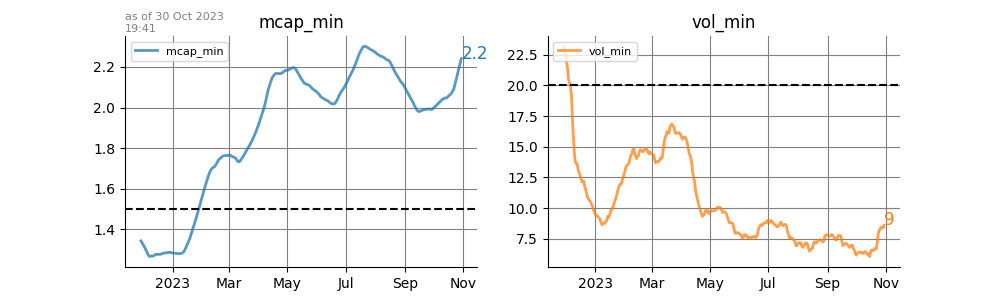 as of 30 Oct 2023
19:41
mcap_min
mcap_min
2.2
2.2
2.0
1.8
1.6
1.4
2023 Mar May Jul Sep Nov
vol_min
vol_min
22.5
20.0
17.5
15.0
12.5
10.0
9
7.5
2023 Mar May Jul Sep Nov